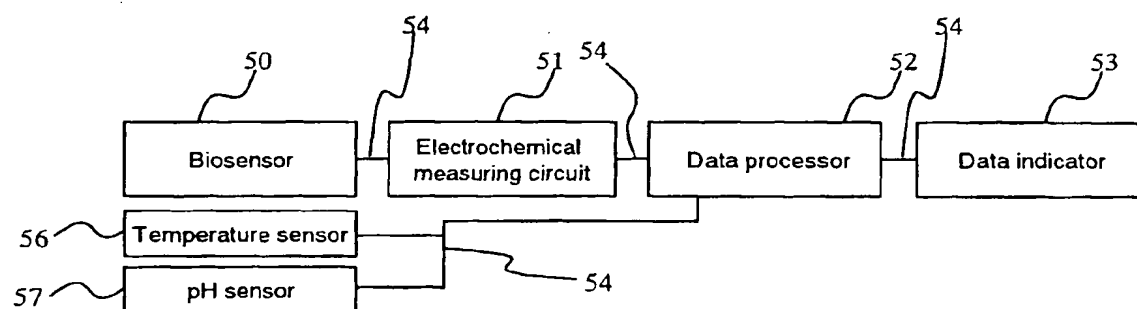 54
54
54
50
51
52
53
Biosensor
Electrochemical
measuring circuit
Data processor
Data indicator
56
Temperature sensor
57
pH sensor
54